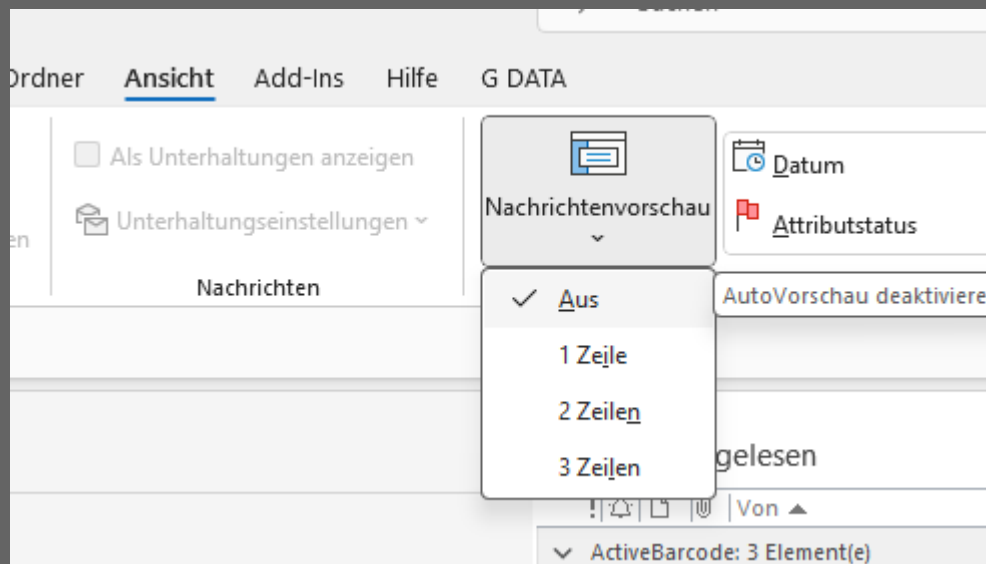 Ordner Ansicht Add-Ins Hilfe G DATA
Als Unterhaltungen anzeigen
Unterhaltungseinstellungen
en
Nachrichten
Nachrichtenvorschau
Datum
Attributstatus
Aus
1 Zeile
2 Zeilen
3 Zeilen
AutoVorschau deaktiviere
gelesen
Von
ActiveBarcode: 3 Element(e)